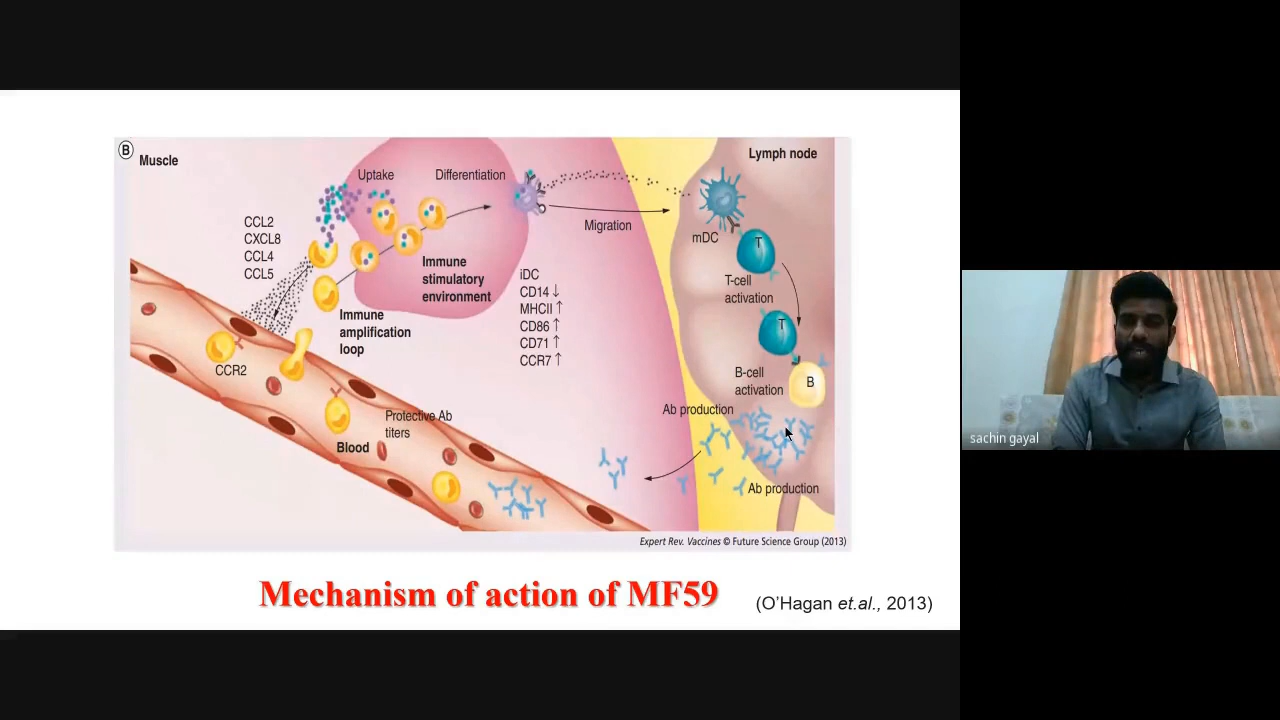 B
Muscle
Lymph node
Uptake
Differentiation
CCL2
CXCL8
CCL4
CCL5
Migration
mDC
T
Immune
stimulatory
environment
iDC
CD14 ↓
MHCII ↑
CD86 ↑
CD71 ↑
CCR7 ↑
T-cell
activation
Immune
amplification
loop
T
CCR2
B-cell
activation
B
Ab production
Protective Ab
titers
Blood
Ab production
Expert Rev. Vaccines © Future Science Group (2013)
Mechanism of action of MF59
(O’Hagan et.al., 2013)
sachin gayal